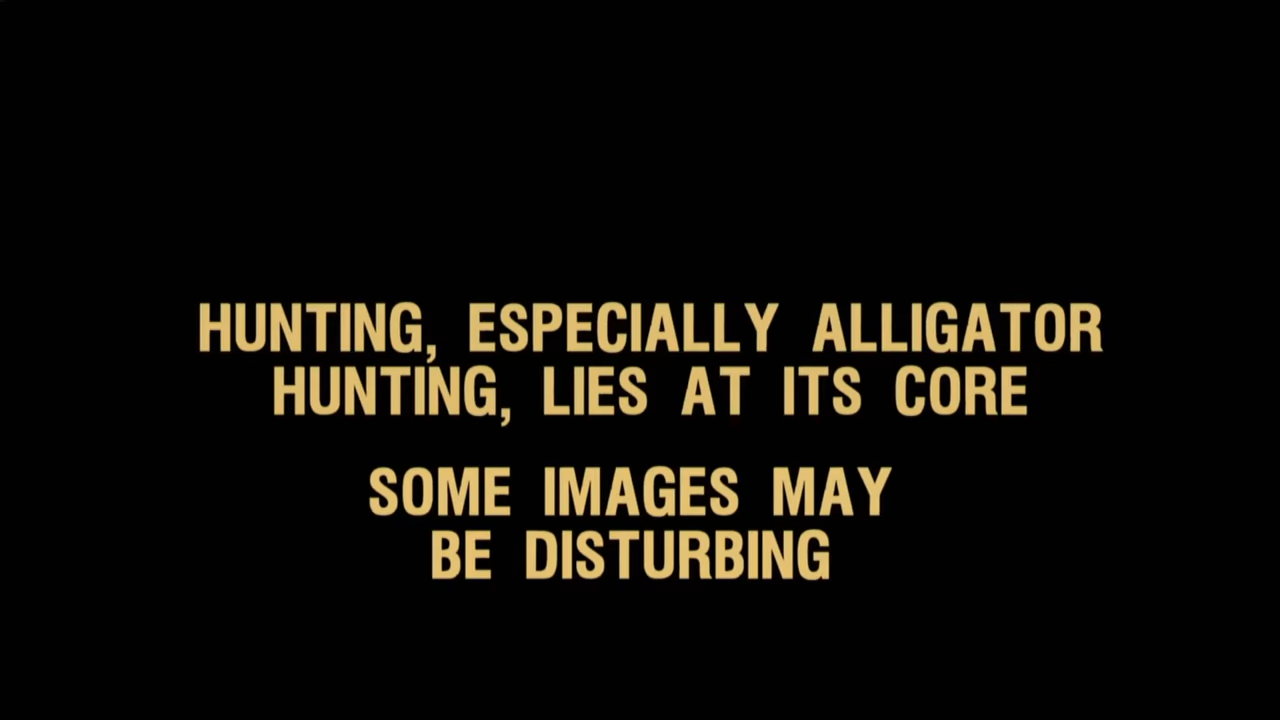 HUNTING, ESPECIALLY ALLIGATOR
HUNTING, LIES AT ITS CORE
SOME IMAGES MAY
BE DISTURBING